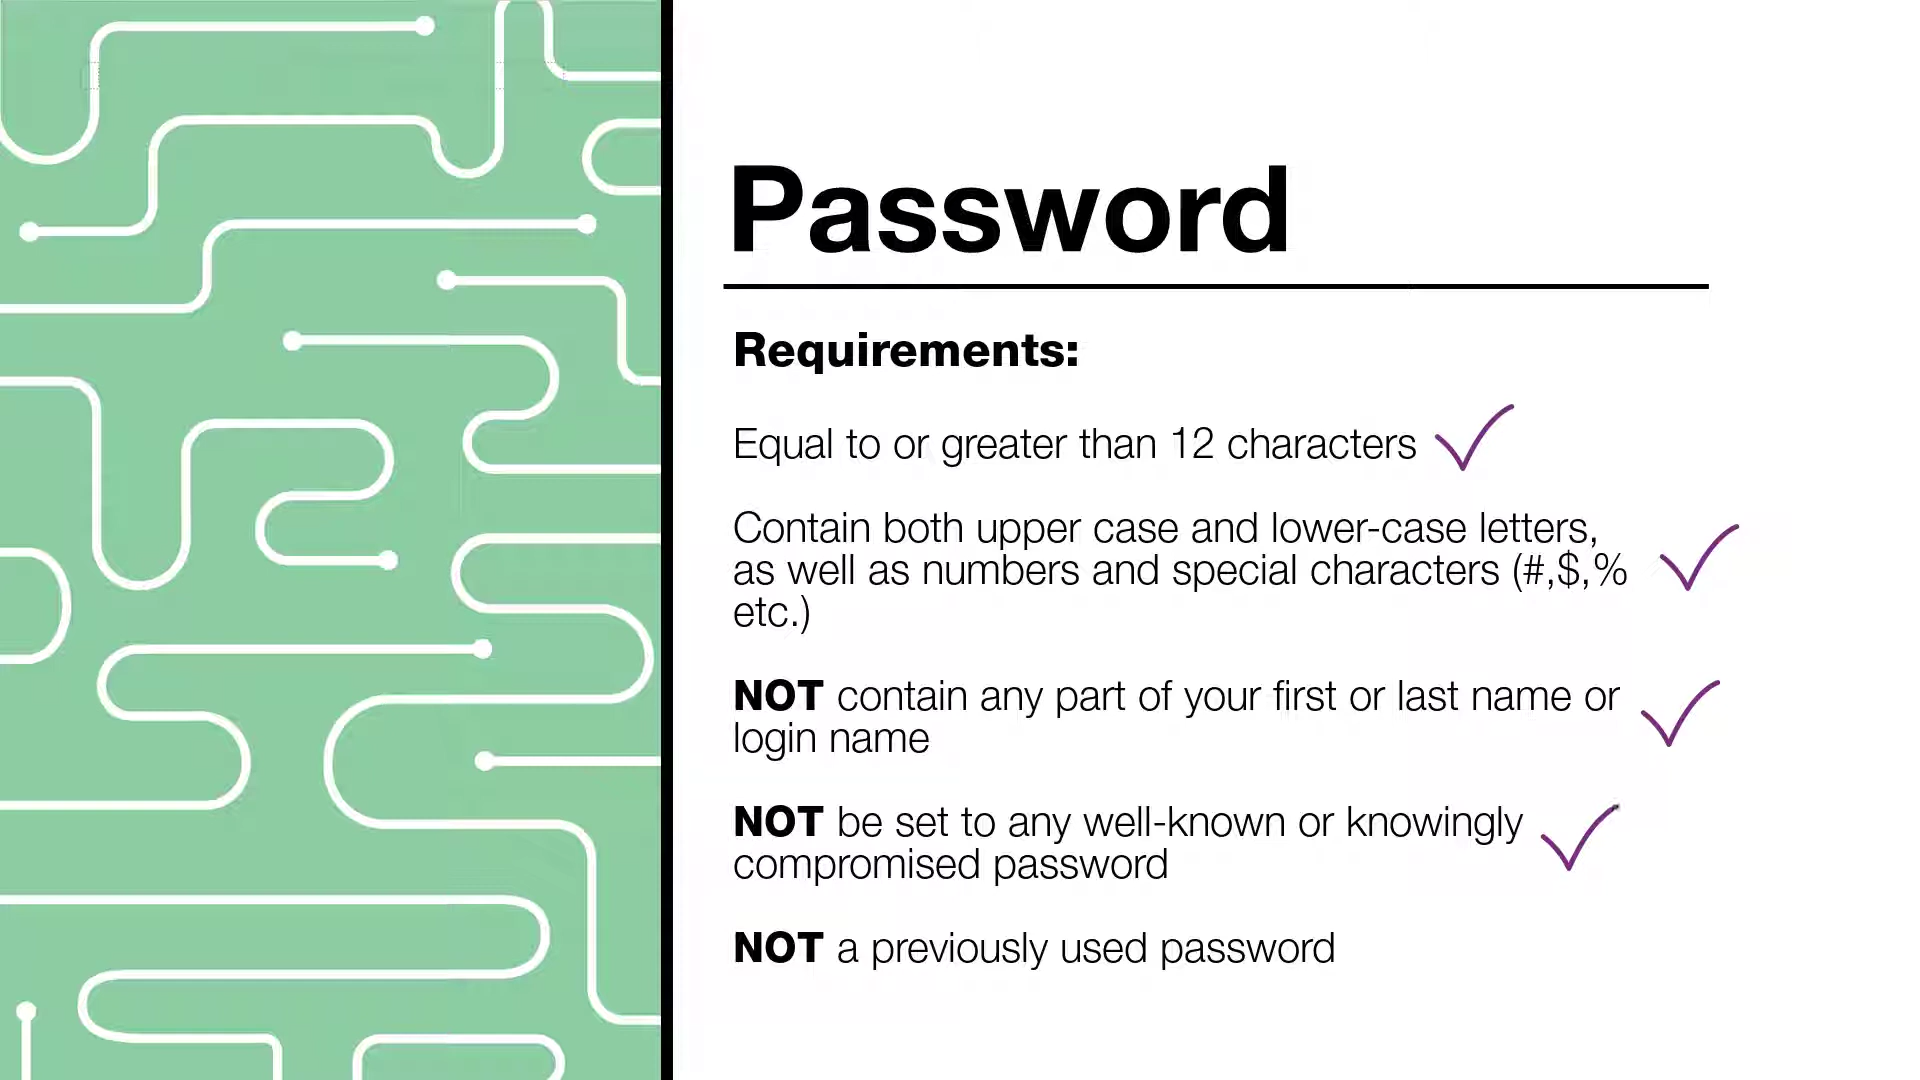 Password
Requirements:
Equal to or greater than 12 characters
Contain both upper case and lower-case letters,
as well as numbers and special characters (#,$,%
etc.)
NOT contain any part of your first or last name or
login name
NOT be set to any well-known or knowingly
compromised password
NOT a previously used password